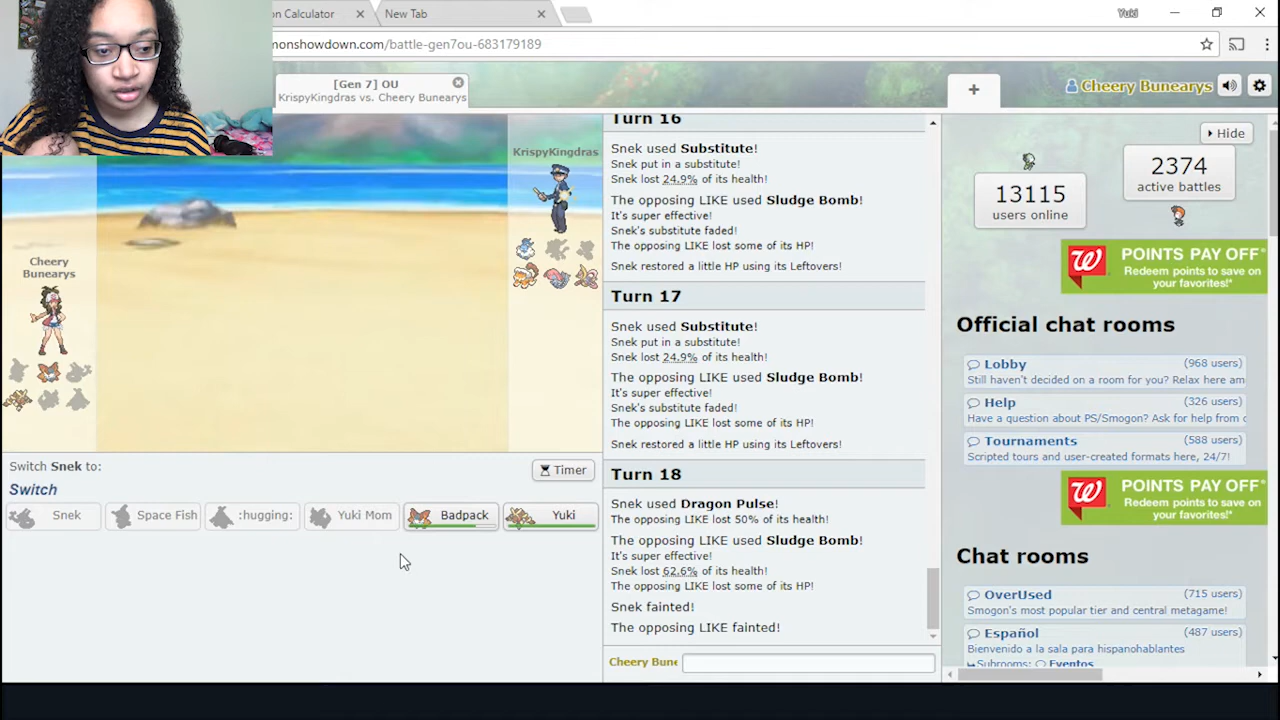 on Calculator
New Tab
Yuki
monshowdown.com/battle-gen7ou-683179189
[Gen 7] OU
KrispyKingdras vs. Cheery Bunearys
+
Cheery Bunearys
KrispyKingdras
Cheery
Bunearys
Turn 16
Snek used Substitute!
Snek put in a substitute!
Snek lost 24.9% of its health!
The opposing LIKE used Sludge Bomb!
It's super effective!
Snek's substitute faded!
The opposing LIKE lost some of its HP!
Snek restored a little HP using its Leftovers!
Turn 17
Snek used Substitute!
Snek put in a substitute!
Snek lost 24.9% of its health!
The opposing LIKE used Sludge Bomb!
It's super effective!
Snek's substitute faded!
The opposing LIKE lost some of its HP!
Snek restored a little HP using its Leftovers!
Turn 18
Snek used Dragon Pulse!
The opposing LIKE lost 50% of its health!
The opposing LIKE used Sludge Bomb!
It's super effective!
Snek lost 62.6% of its health!
The opposing LIKE lost some of its HP!
Snek fainted!
The opposing LIKE fainted!
Cheery Bune
Switch Snek to:
Timer
Switch
Snek
Space Fish
:hugging:
Yuki Mom
Badpack
Yuki
Hide
13115
users online
2374
active battles
W
POINTS PAY OFF®
Redeem points to save on
your favorites!*
Official chat rooms
Lobby (968 users)
Still haven't decided on a room for you? Relax here am
Help (326 users)
Have a question about PS/Smogon? Ask for help from o
Tournaments (588 users)
Scripted tours and user-created formats here, 24/7!
W
POINTS PAY OFF®
Redeem points to save on
your favorites!*
Chat rooms
OverUsed (715 users)
Smogon's most popular tier and central metagame!
Español (487 users)
Bienvenido a la sala para hispanohablantes
Subrooms: Eventos